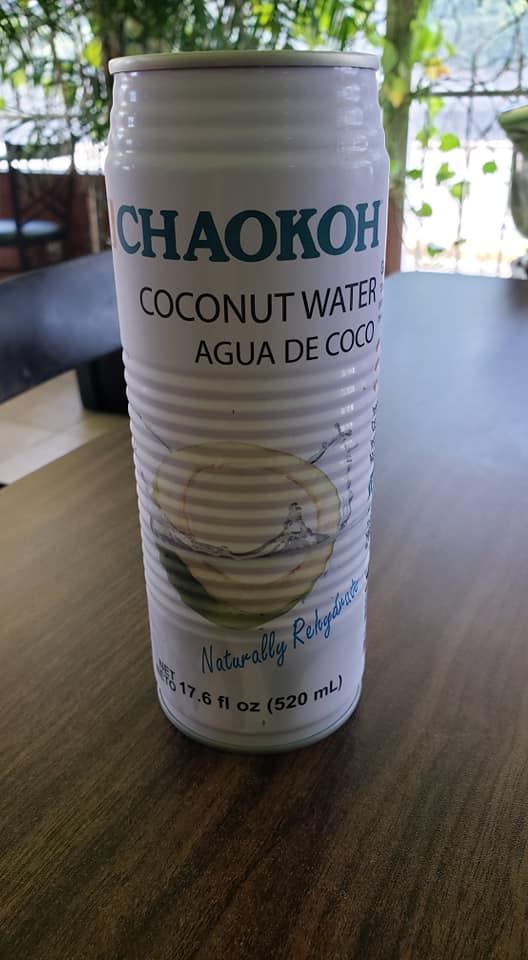 CHAOKOH
COCONUT WATER
AGUA DE COCO
Naturally Rehydrate
NET
17.6 fl oz (520 mL)